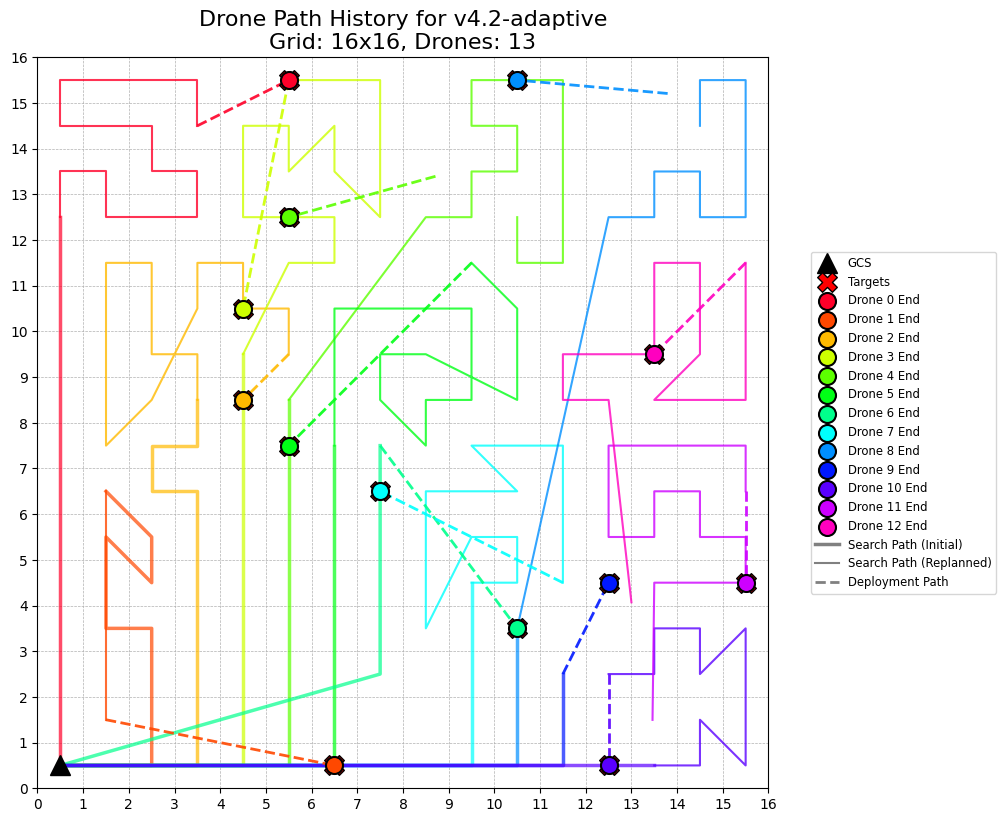 Drone Path History for v4.2-adaptive
Grid: 16x16, Drones: 13
16
15
14
13
12
11
10
9
8
7
6
5
4
3
2
1
0
0 1 2 3 4 5 6 7 8 9 10 11 12 13 14 15 16
GCS
Targets
Drone 0 End
Drone 1 End
Drone 2 End
Drone 3 End
Drone 4 End
Drone 5 End
Drone 6 End
Drone 7 End
Drone 8 End
Drone 9 End
Drone 10 End
Drone 11 End
Drone 12 End
Search Path (Initial)
Search Path (Replanned)
Deployment Path